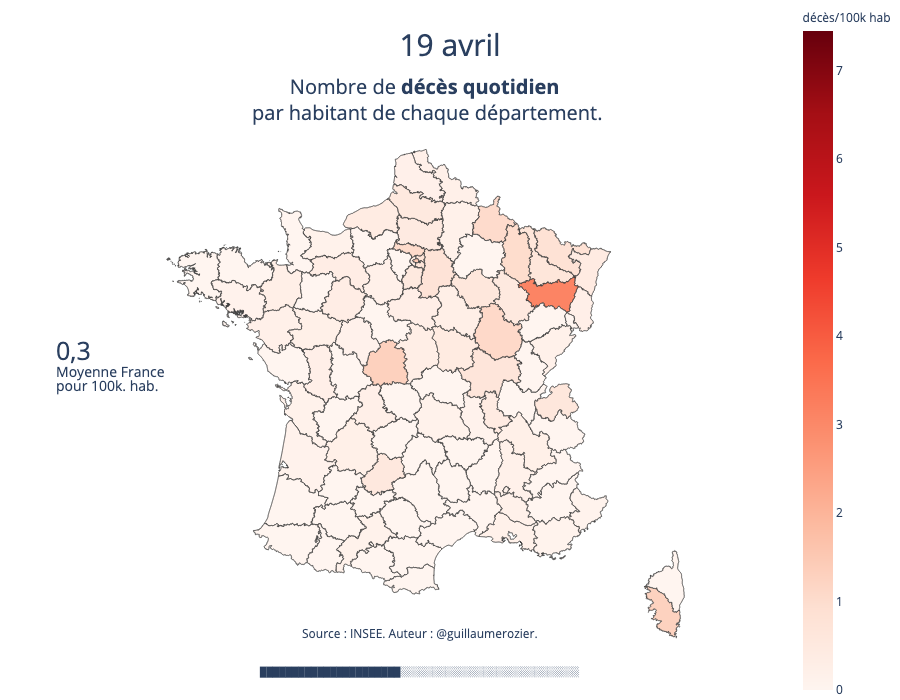 19 avril
Nombre de décès quotidien
par habitant de chaque département.
décès/100k hab
7
6
5
4
3
2
1
0
0,3
Moyenne France
pour 100k. hab.
Source : INSEE. Auteur : @guillaumerozier.